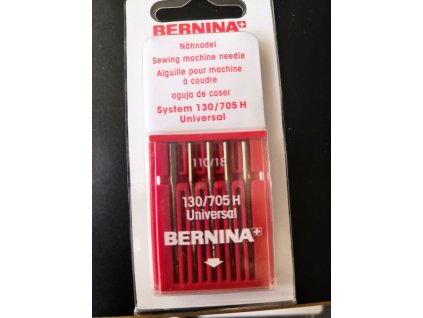 BERNINA+
Nähnadel
Sewing machine needle
Aiguille pour machine
à coudre
aguja de coser
System 130/705 H
Universal
110/18
130/705 H
Universal
BERNINA+